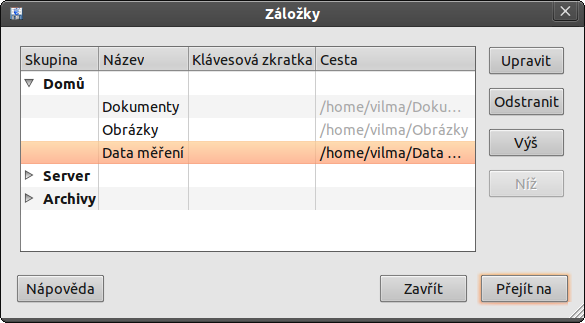 Záložky
Skupina Název Klávesová zkratka Cesta
Domů
Dokumenty /home/vilma/Doku...
Obrázky /home/vilma/Obrázky
Data měření /home/vilma/Data ...
Server
Archivy
Upravit
Odstranit
Výš
Níž
Nápověda Zavřít Přejít na